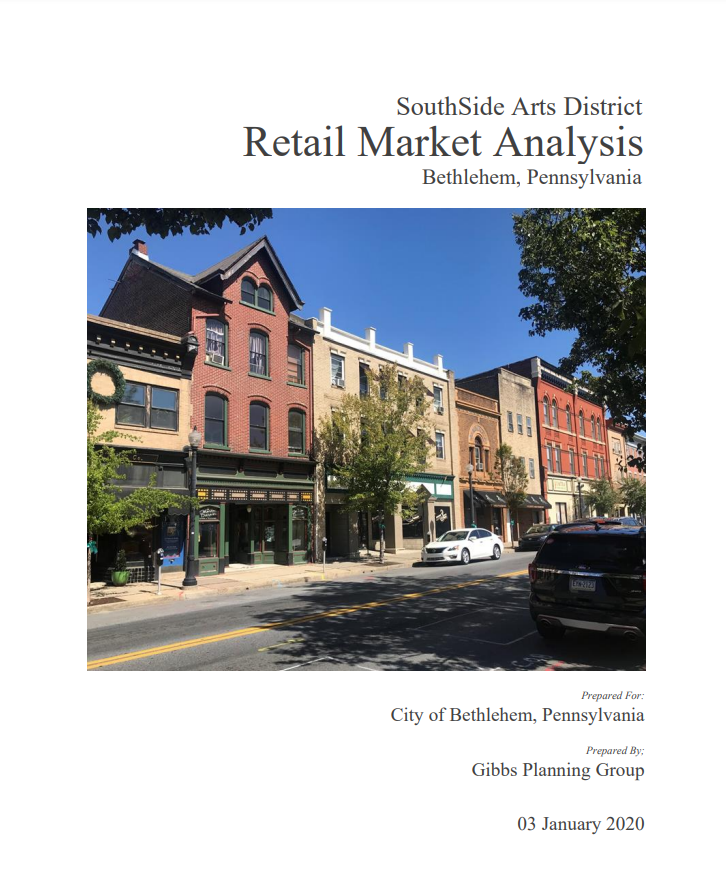 SouthSide Arts District
Retail Market Analysis
Bethlehem, Pennsylvania
Prepared For:
City of Bethlehem, Pennsylvania
Prepared By;
Gibbs Planning Group
03 January 2020